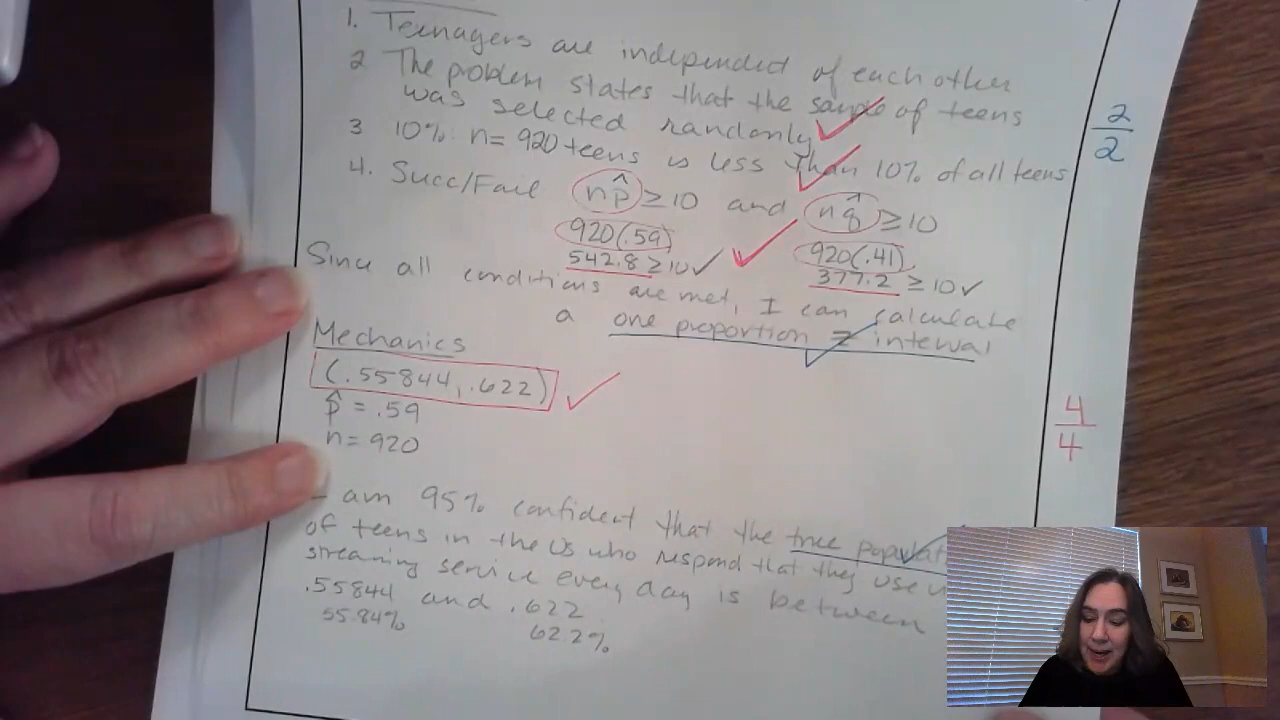 1. Teenagers are independent of each other
2 The problem states that the sample of teens
was selected randomly
3 10% n= 920 teens is less than 10% of all teens
4. Succ/Fail np̂ ≥10 and nq̂ ≥10
920(.59) 920(.41)
542.8 ≥10 ✓ 377.2 ≥ 10 ✓
Since all conditions are met, I can calculate
a one proportion z interval
Mechanics
(.55844, .622)
p̂ = .59
n= 920
am 95% confident that the true
of teens in the US who respond that they use
streaming service every day is between
.55844 and .622
55.84% 62.2%
2/2
4/4